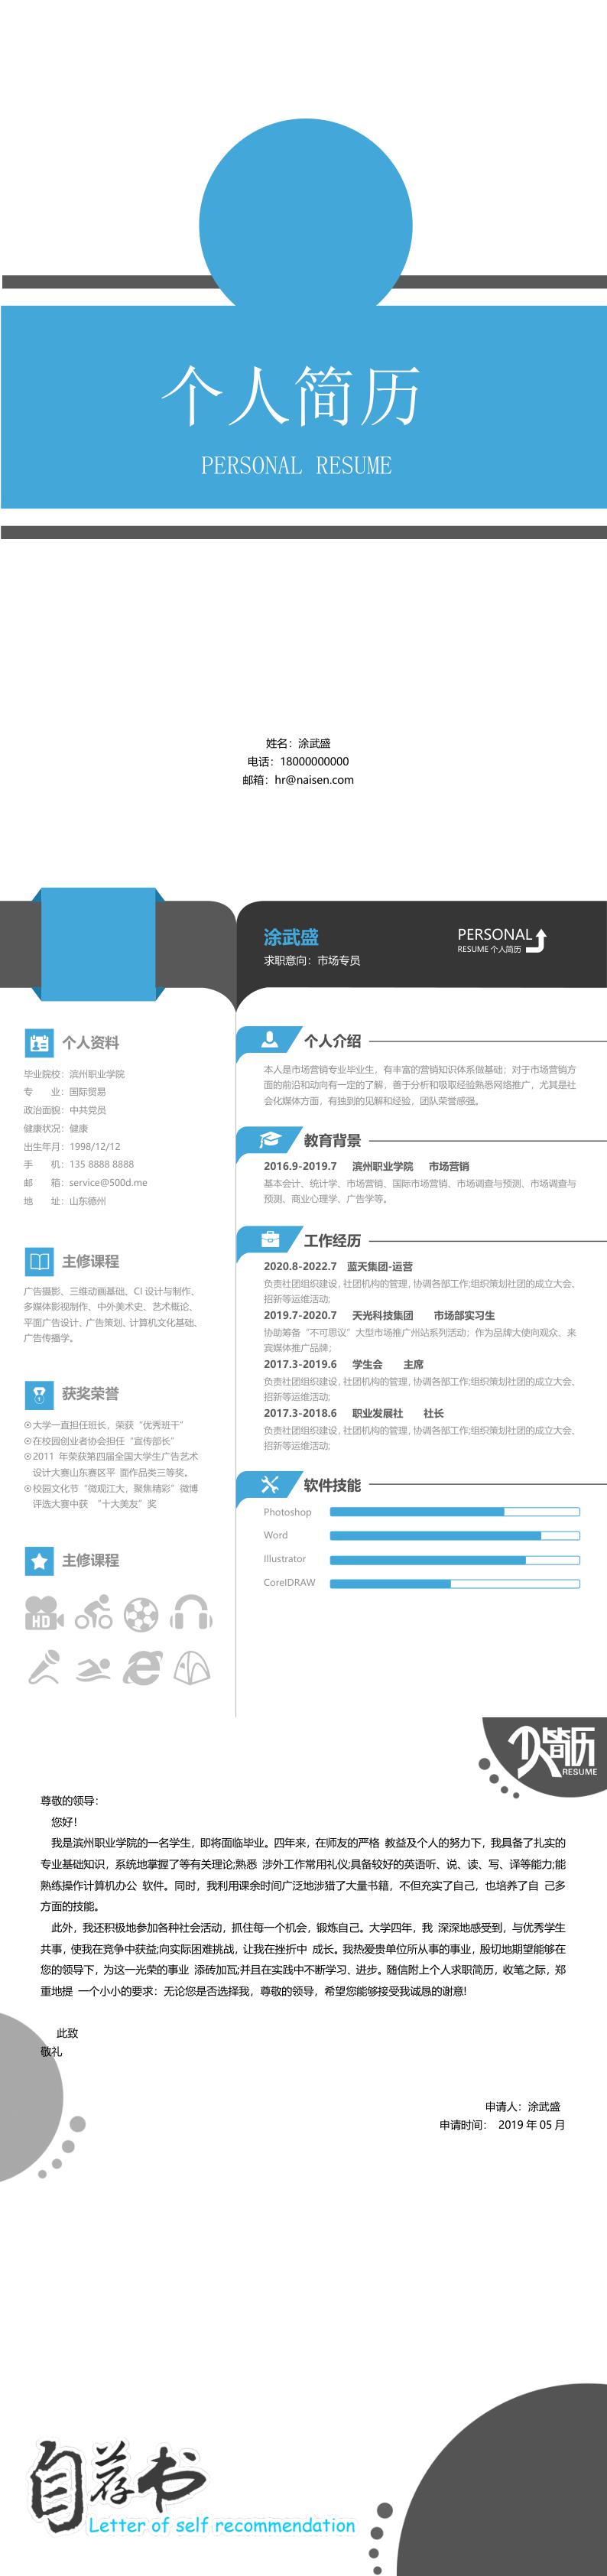 个人简历
PERSONAL RESUME
姓名：涂武盛
电话：18000000000
邮箱：hr@naisen.com
涂武盛
求职意向：市场专员
PERSONAL
RESUME 个人简历
个人资料
毕业院校：滨州职业学院
专 业：国际贸易
政治面貌：中共党员
健康状况：健康
出生年月：1998/12/12
手 机：135 8888 8888
邮 箱：service@500d.me
地 址：山东德州
主修课程
广告摄影、三维动画基础、CI 设计与制作、
多媒体影视制作、中外美术史、艺术概论、
平面广告设计、广告策划、计算机文化基础、
广告传播学。
获奖荣誉
⊙大学一直担任班长，荣获“优秀班干”
⊙在校园创业者协会担任“宣传部长”
⊙2011 年荣获第四届全国大学生广告艺术
设计大赛山东赛区平 面作品类三等奖。
⊙校园文化节“微观江大，聚焦精彩”微博
评选大赛中获 “十大美友”奖
主修课程
HD
个人介绍
本人是市场营销专业毕业生，有丰富的营销知识体系做基础；对于市场营销方
面的前沿和动向有一定的了解，善于分析和吸取经验熟悉网络推广，尤其是社
会化媒体方面，有独到的见解和经验，团队荣誉感强。
教育背景
2016.9-2019.7 滨州职业学院 市场营销
基本会计、统计学、市场营销、国际市场营销、市场调查与预测、市场调查与
预测、商业心理学、广告学等。
工作经历
2020.8-2022.7 蓝天集团-运营
负责社团组织建设，社团机构的管理，协调各部工作;组织策划社团的成立大会、
招新等运维活动;
2019.7-2020.7 天光科技集团 市场部实习生
协助筹备“不可思议”大型市场推广州站系列活动；作为品牌大使向观众、来
宾媒体推广品牌；
2017.3-2019.6 学生会 主席
负责社团组织建设，社团机构的管理，协调各部工作;组织策划社团的成立大会、
招新等运维活动;
2017.3-2018.6 职业发展社 社长
负责社团组织建设，社团机构的管理，协调各部工作;组织策划社团的成立大会、
招新等运维活动;
软件技能
Photoshop
Word
Illustrator
CorelDRAW
个人简历
RESUME
尊敬的领导：
您好！
我是滨州职业学院的一名学生，即将面临毕业。四年来，在师友的严格 教益及个人的努力下，我具备了扎实的
专业基础知识，系统地掌握了等有关理论;熟悉 涉外工作常用礼仪;具备较好的英语听、说、读、写、译等能力;能
熟练操作计算机办公 软件。同时，我利用课余时间广泛地涉猎了大量书籍，不但充实了自己，也培养了自 己多
方面的技能。
此外，我还积极地参加各种社会活动，抓住每一个机会，锻炼自己。大学四年，我 深深地感受到，与优秀学生
共事，使我在竞争中获益;向实际困难挑战，让我在挫折中 成长。我热爱贵单位所从事的事业，殷切地期望能够在
您的领导下，为这一光荣的事业 添砖加瓦;并且在实践中不断学习、进步。随信附上个人求职简历，收笔之际，郑
重地提 一个小小的要求：无论您是否选择我，尊敬的领导，希望您能够接受我诚恳的谢意!
此致
敬礼
申请人：涂武盛
申请时间： 2019 年 05 月
自荐书
Letter of self recommendation